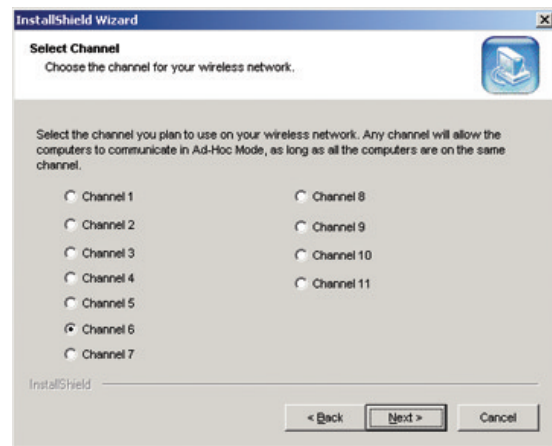 InstallShield Wizard
Select Channel
Choose the channel for your wireless network.
Select the channel you plan to use on your wireless network. Any channel will allow the
computers to communicate in Ad-Hoc Mode, as long as all the computers are on the same
channel.
Channel 1
Channel 2
Channel 3
Channel 4
Channel 5
Channel 6
Channel 7
Channel 8
Channel 9
Channel 10
Channel 11
InstallShield
< Back
Next >
Cancel